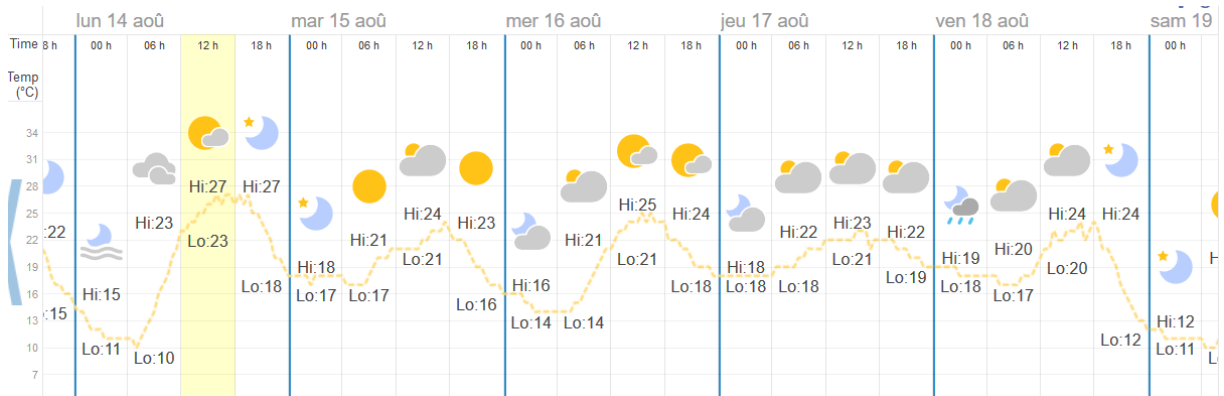 lun 14 aoû mar 15 aoû mer 16 aoû jeu 17 aoû ven 18 aoû sam 19
Time 8 h 00 h 06 h 12 h 18 h 00 h 06 h 12 h 18 h 00 h 06 h 12 h 18 h 00 h 06 h 12 h 18 h 00 h 06 h 12 h 18 h 00 h
Temp
(°C)
34
31
28
25
22
19
16
13
10
7
:22 Hi:15 Hi:23 Hi:27 Hi:27 Hi:18 Hi:21 Hi:24 Hi:23 Hi:16 Hi:21 Hi:25 Hi:24 Hi:18 Hi:22 Hi:23 Hi:22 Hi:19 Hi:20 Hi:24 Hi:24 Hi:12
:15 Lo:11 Lo:10 Lo:23 Lo:18 Lo:17 Lo:17 Lo:21 Lo:16 Lo:14 Lo:14 Lo:21 Lo:18 Lo:18 Lo:18 Lo:21 Lo:19 Lo:18 Lo:17 Lo:20 Lo:12 Lo:11